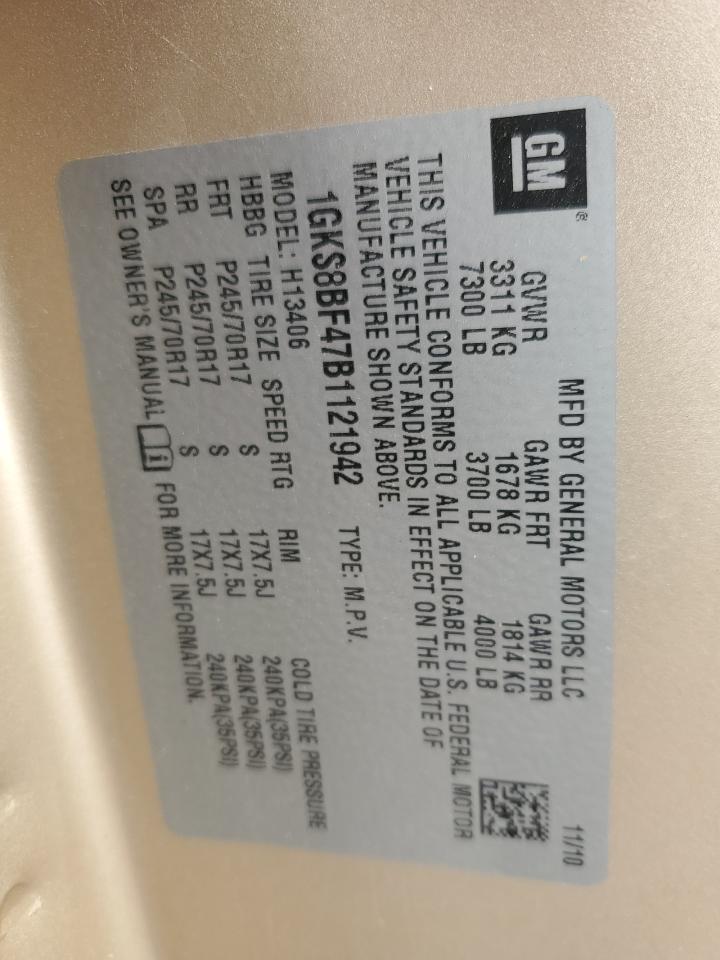 GM®
MFD BY GENERAL MOTORS LLC 11/10
GVWR GAWR FRT GAWR RR
3311 KG 1678 KG 1814 KG
7300 LB 3700 LB 4000 LB
THIS VEHICLE CONFORMS TO ALL APPLICABLE U.S. FEDERAL MOTOR
VEHICLE SAFETY STANDARDS IN EFFECT ON THE DATE OF
MANUFACTURE SHOWN ABOVE.
1GKS8BF47B1121942 TYPE: M.P.V.
MODEL: H13406
HBBG TIRE SIZE SPEED RTG RIM COLD TIRE PRESSURE
FRT P245/70R17 S 17X7.5J 240KPA(35PSI)
RR P245/70R17 S 17X7.5J 240KPA(35PSI)
SPA P245/70R17 S 17X7.5J 240KPA(35PSI)
SEE OWNER'S MANUAL i FOR MORE INFORMATION.